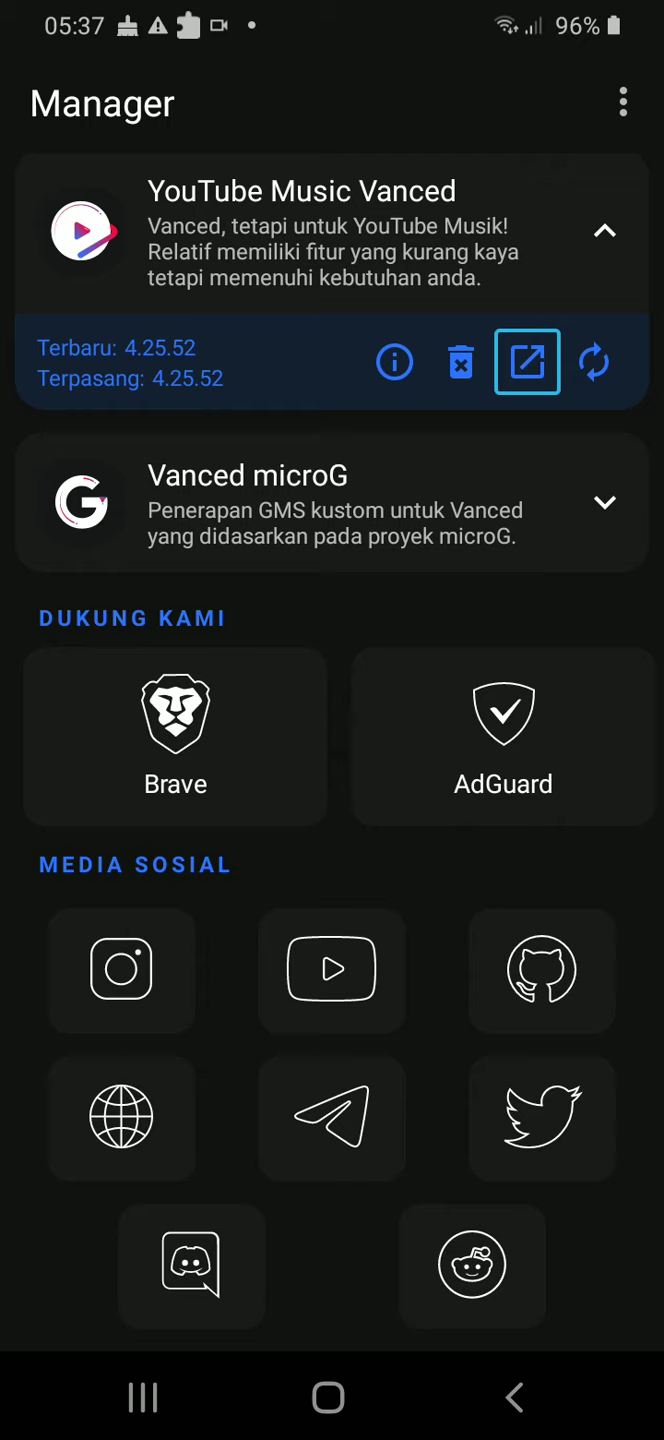 05:37
96%
Manager
YouTube Music Vanced
Vanced, tetapi untuk YouTube Musik!
Relatif memiliki fitur yang kurang kaya
tetapi memenuhi kebutuhan anda.
Terbaru: 4.25.52
Terpasang: 4.25.52
Vanced microG
Penerapan GMS kustom untuk Vanced
yang didasarkan pada proyek microG.
DUKUNG KAMI
Brave
AdGuard
MEDIA SOSIAL